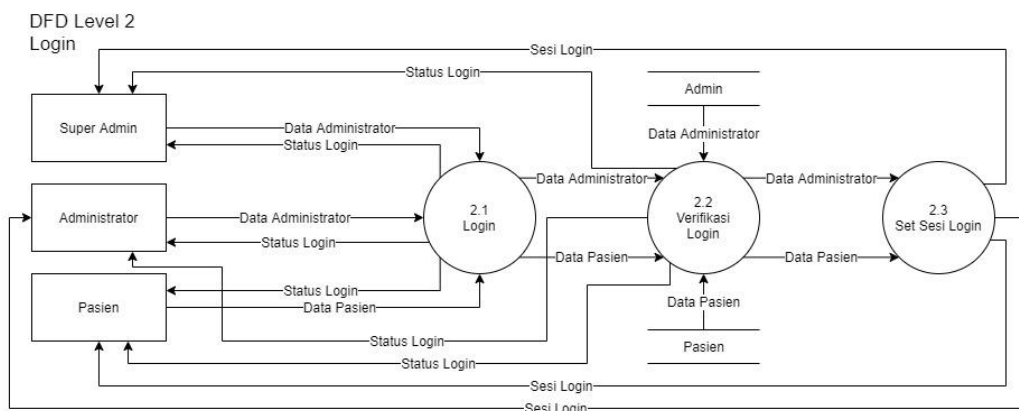 DFD Level 2
Login
Sesi Login
Status Login
Admin
Super Admin
Data Administrator
Data Administrator
Status Login
Data Administrator
Data Administrator
2.1
Login
2.2
Verifikasi
Login
2.3
Set Sesi Login
Administrator
Data Administrator
Status Login
Data Pasien
Data Pasien
Status Login
Pasien
Data Pasien
Data Pasien
Status Login
Pasien
Status Login
Sesi Login
Sesi Login